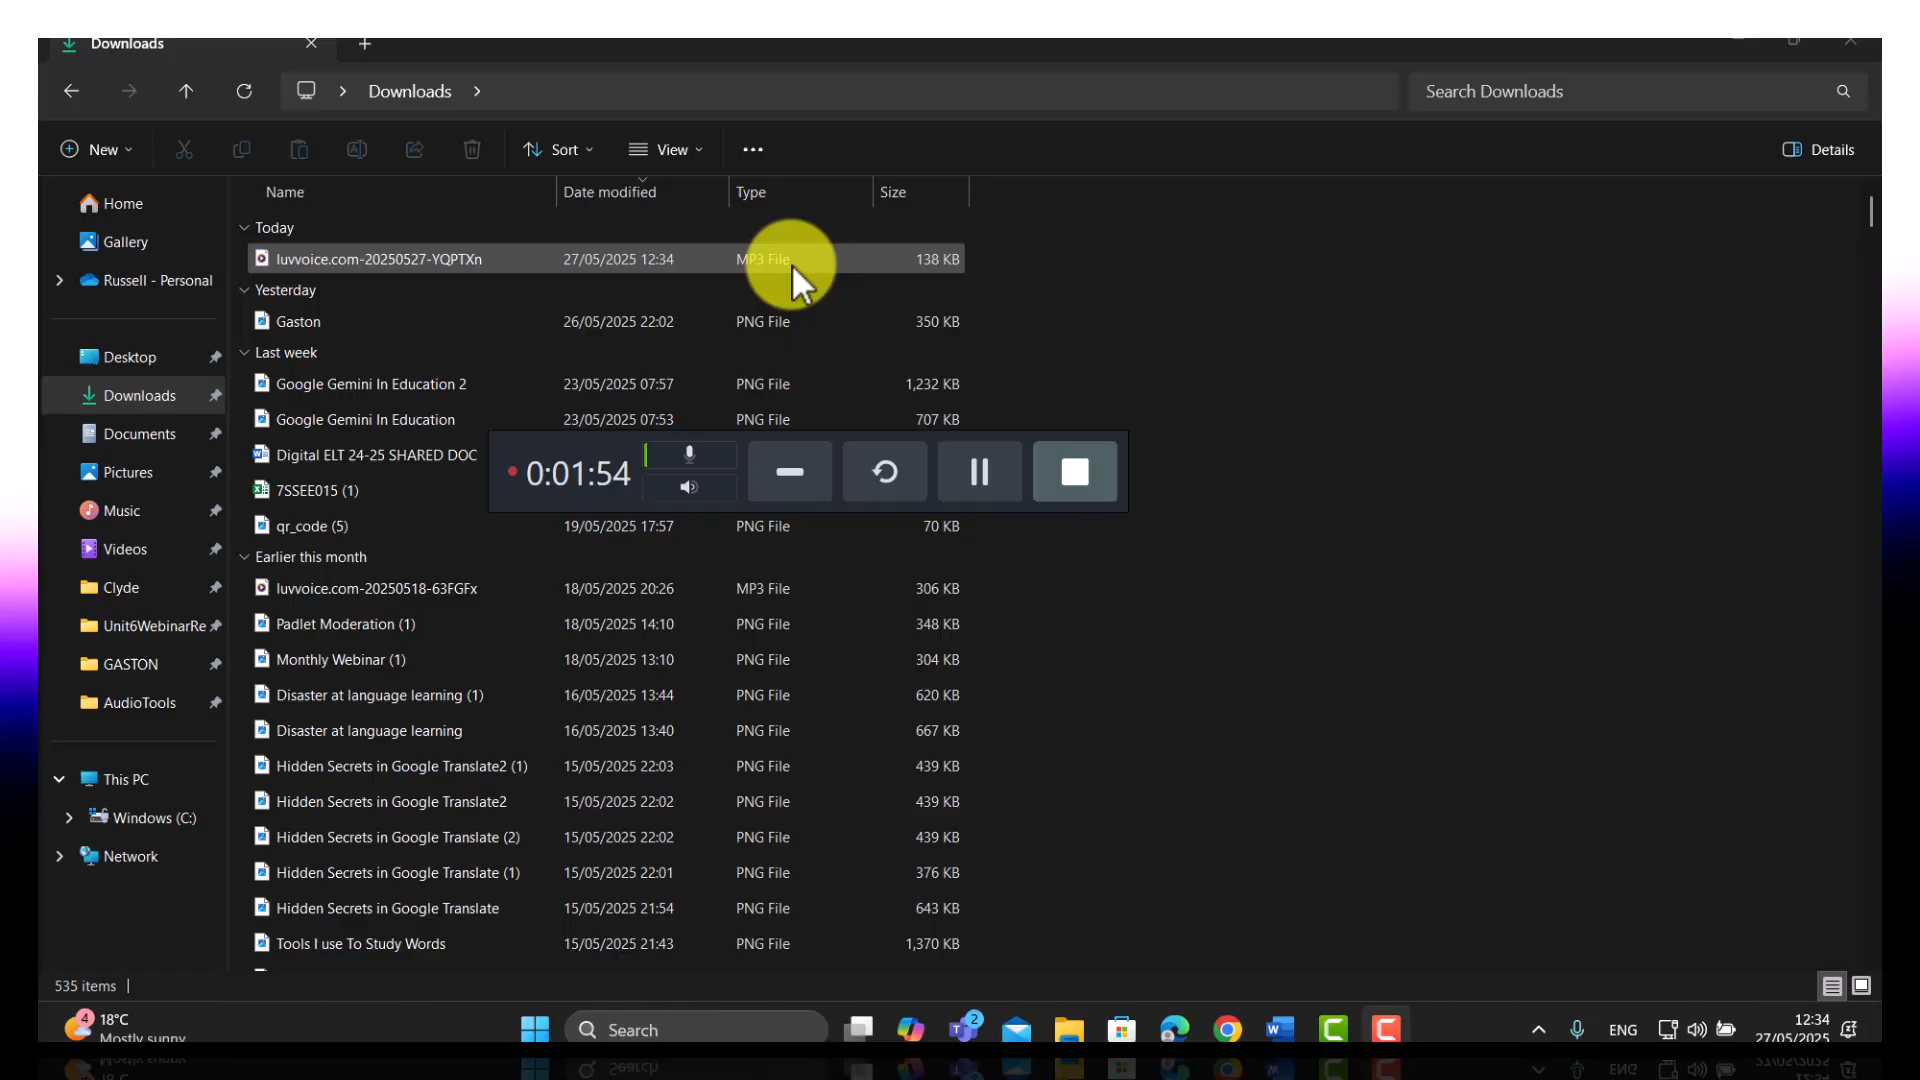 Downloads
Downloads
Search Downloads
New
Sort
View
Details
Name Date modified Type Size
Home
Gallery
Russell - Personal
Desktop
Downloads
Documents
Pictures
Music
Videos
Clyde
Unit6WebinarRe
GASTON
AudioTools
This PC
Windows (C:)
Network
Today
luvvoice.com-20250527-YQPTXn 27/05/2025 12:34 MP3 File 138 KB
Yesterday
Gaston 26/05/2025 22:02 PNG File 350 KB
Last week
Google Gemini In Education 2 23/05/2025 07:57 PNG File 1,232 KB
Google Gemini In Education 23/05/2025 07:53 PNG File 707 KB
Digital ELT 24-25 SHARED DOC
7SSEE015 (1)
0:01:54
qr_code (5) 19/05/2025 17:57 PNG File 70 KB
Earlier this month
luvvoice.com-20250518-63FGFx 18/05/2025 20:26 MP3 File 306 KB
Padlet Moderation (1) 18/05/2025 14:10 PNG File 348 KB
Monthly Webinar (1) 18/05/2025 13:10 PNG File 304 KB
Disaster at language learning (1) 16/05/2025 13:44 PNG File 620 KB
Disaster at language learning 16/05/2025 13:40 PNG File 667 KB
Hidden Secrets in Google Translate2 (1) 15/05/2025 22:03 PNG File 439 KB
Hidden Secrets in Google Translate2 15/05/2025 22:02 PNG File 439 KB
Hidden Secrets in Google Translate (2) 15/05/2025 22:02 PNG File 439 KB
Hidden Secrets in Google Translate (1) 15/05/2025 22:01 PNG File 376 KB
Hidden Secrets in Google Translate 15/05/2025 21:54 PNG File 643 KB
Tools I use To Study Words 15/05/2025 21:43 PNG File 1,370 KB
535 items
4
18°C
Mostly sunny
Search
2
ENG
12:34
27/05/2025